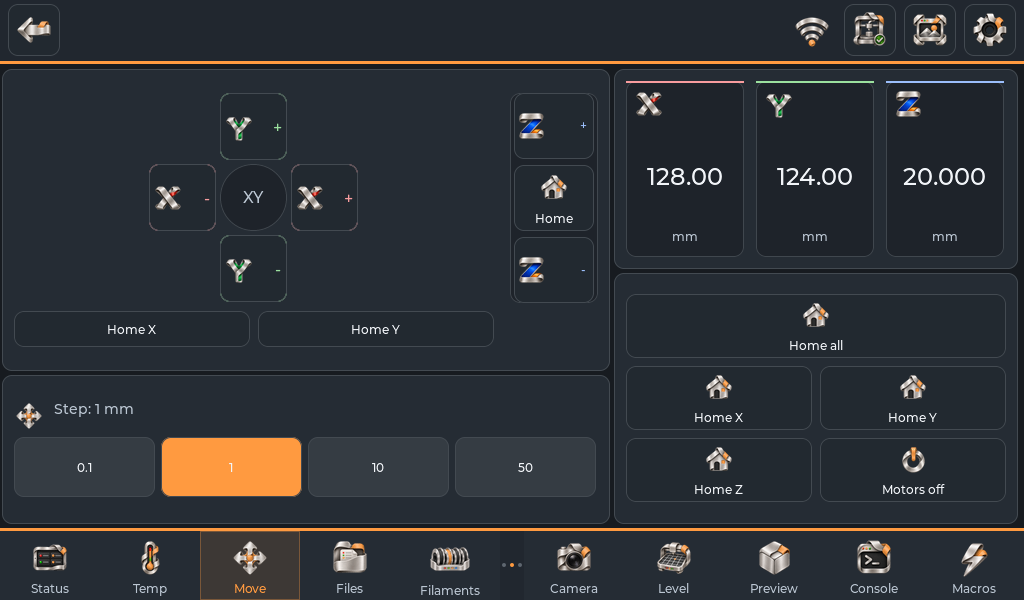 Y +
X -
XY
X +
Y -
Z +
Home
Z -
Home X
Home Y
Step: 1 mm
0.1
1
10
50
X
128.00
mm
Y
124.00
mm
Z
20.000
mm
Home all
Home X
Home Y
Home Z
Motors off
Status
Temp
Move
Files
Filaments
Camera
Level
Preview
Console
Macros